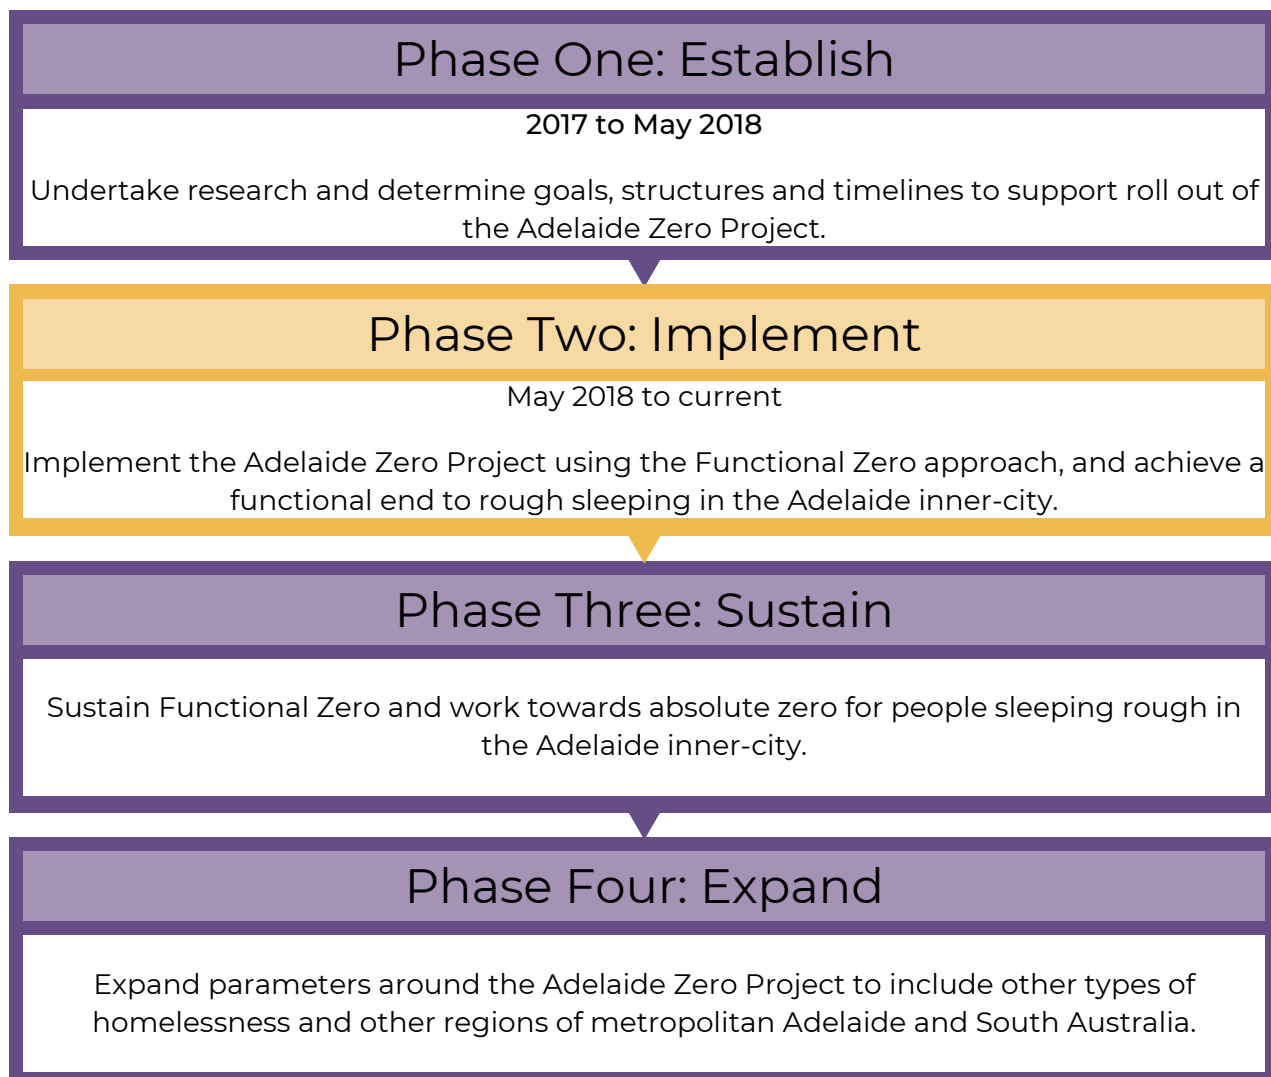 Phase One: Establish
2017 to May 2018
Undertake research and determine goals, structures and timelines to support roll out of
the Adelaide Zero Project.
Phase Two: Implement
May 2018 to current
Implement the Adelaide Zero Project using the Functional Zero approach, and achieve a
functional end to rough sleeping in the Adelaide inner-city.
Phase Three: Sustain
Sustain Functional Zero and work towards absolute zero for people sleeping rough in
the Adelaide inner-city.
Phase Four: Expand
Expand parameters around the Adelaide Zero Project to include other types of
homelessness and other regions of metropolitan Adelaide and South Australia.